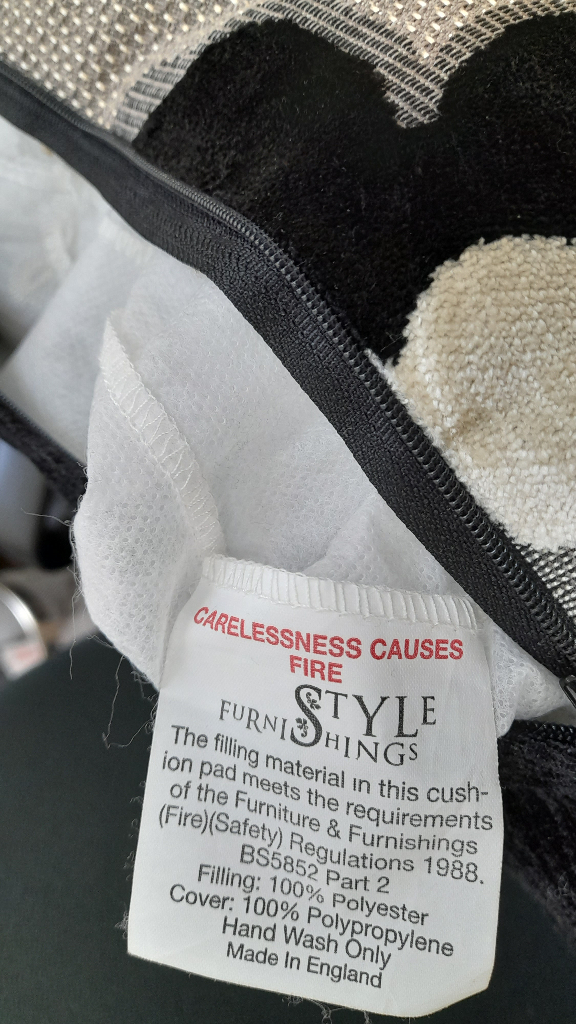 CARELESSNESS CAUSES
FIRE
STYLE
FURNISHINGS
The filling material in this cush-
ion pad meets the requirements
of the Furniture & Furnishings
(Fire)(Safety) Regulations 1988.
BS5852 Part 2
Filling: 100% Polyester
Cover: 100% Polypropylene
Hand Wash Only
Made In England